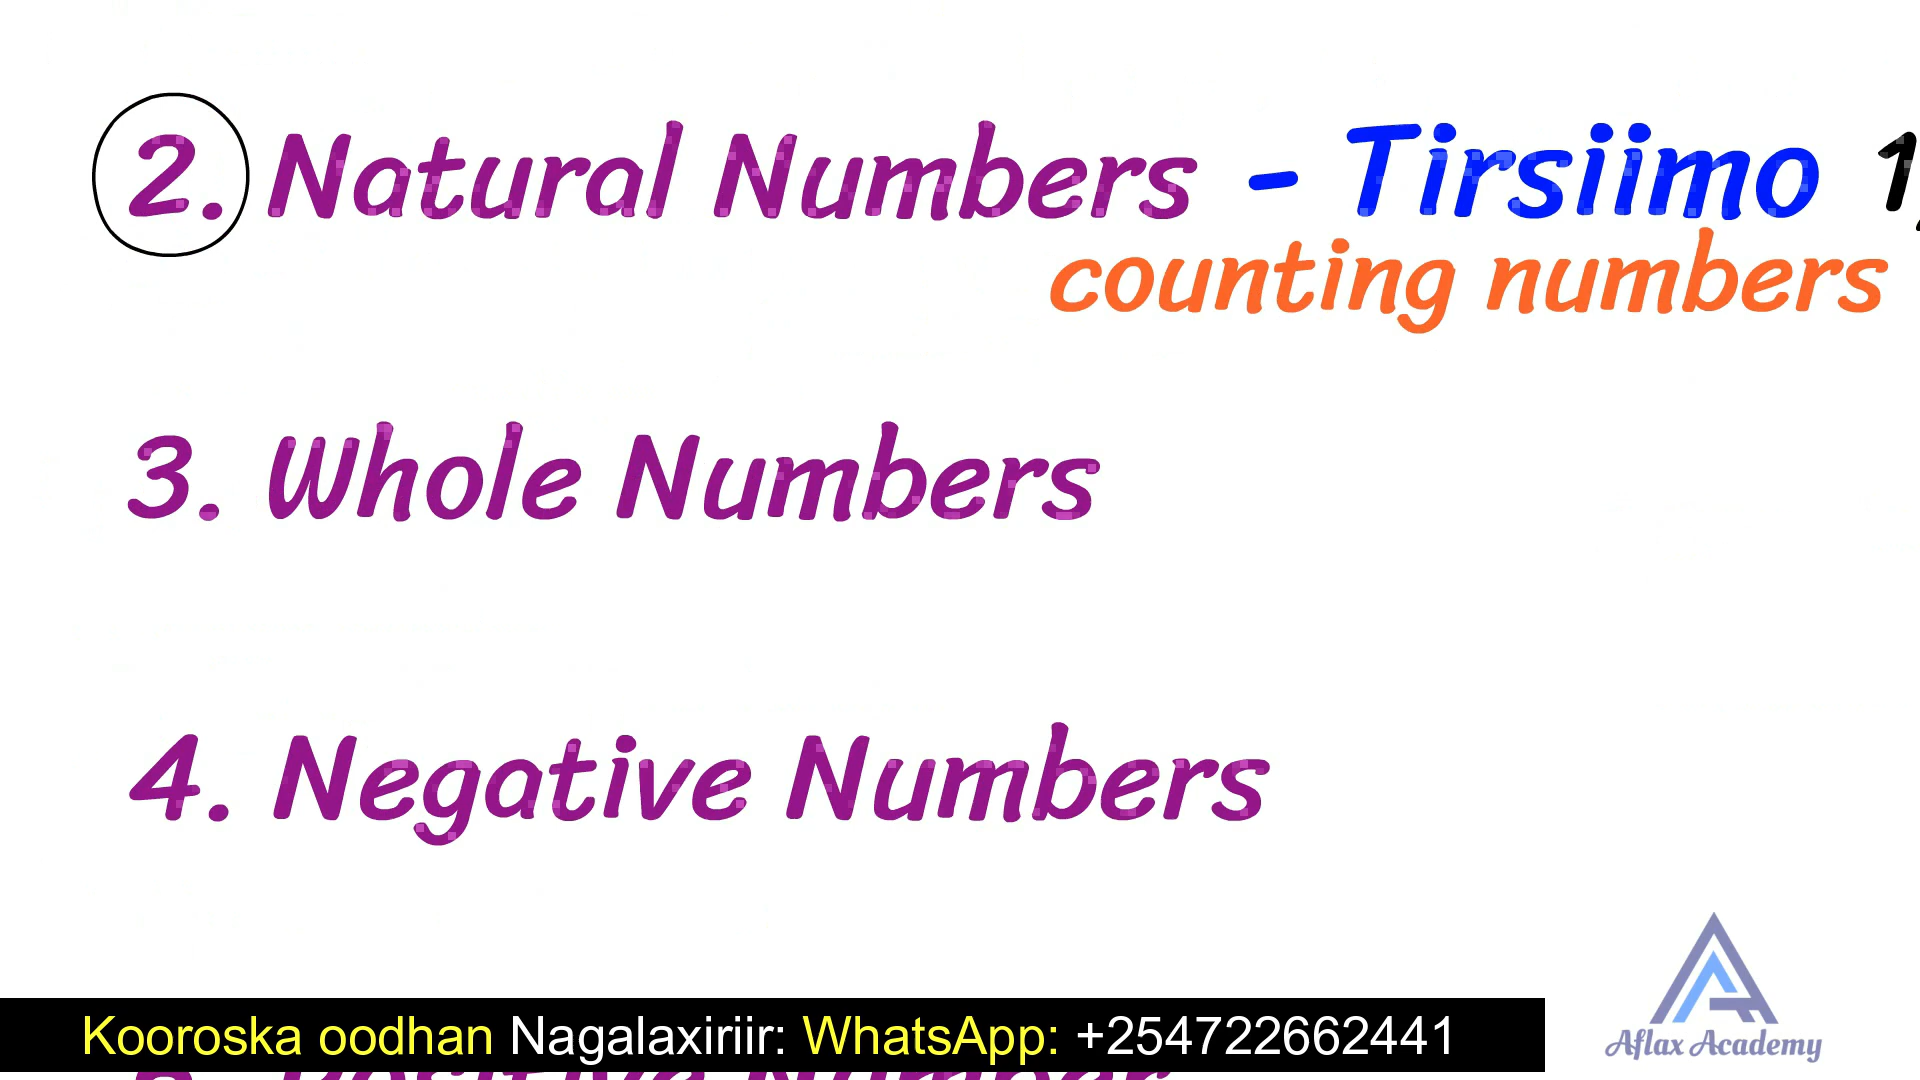 2. Natural Numbers - Tirsiimo 1,
counting numbers
3. Whole Numbers
4. Negative Numbers
Kooroska oodhan Nagalaxiriir: WhatsApp: +254722662441
Aflax Academy